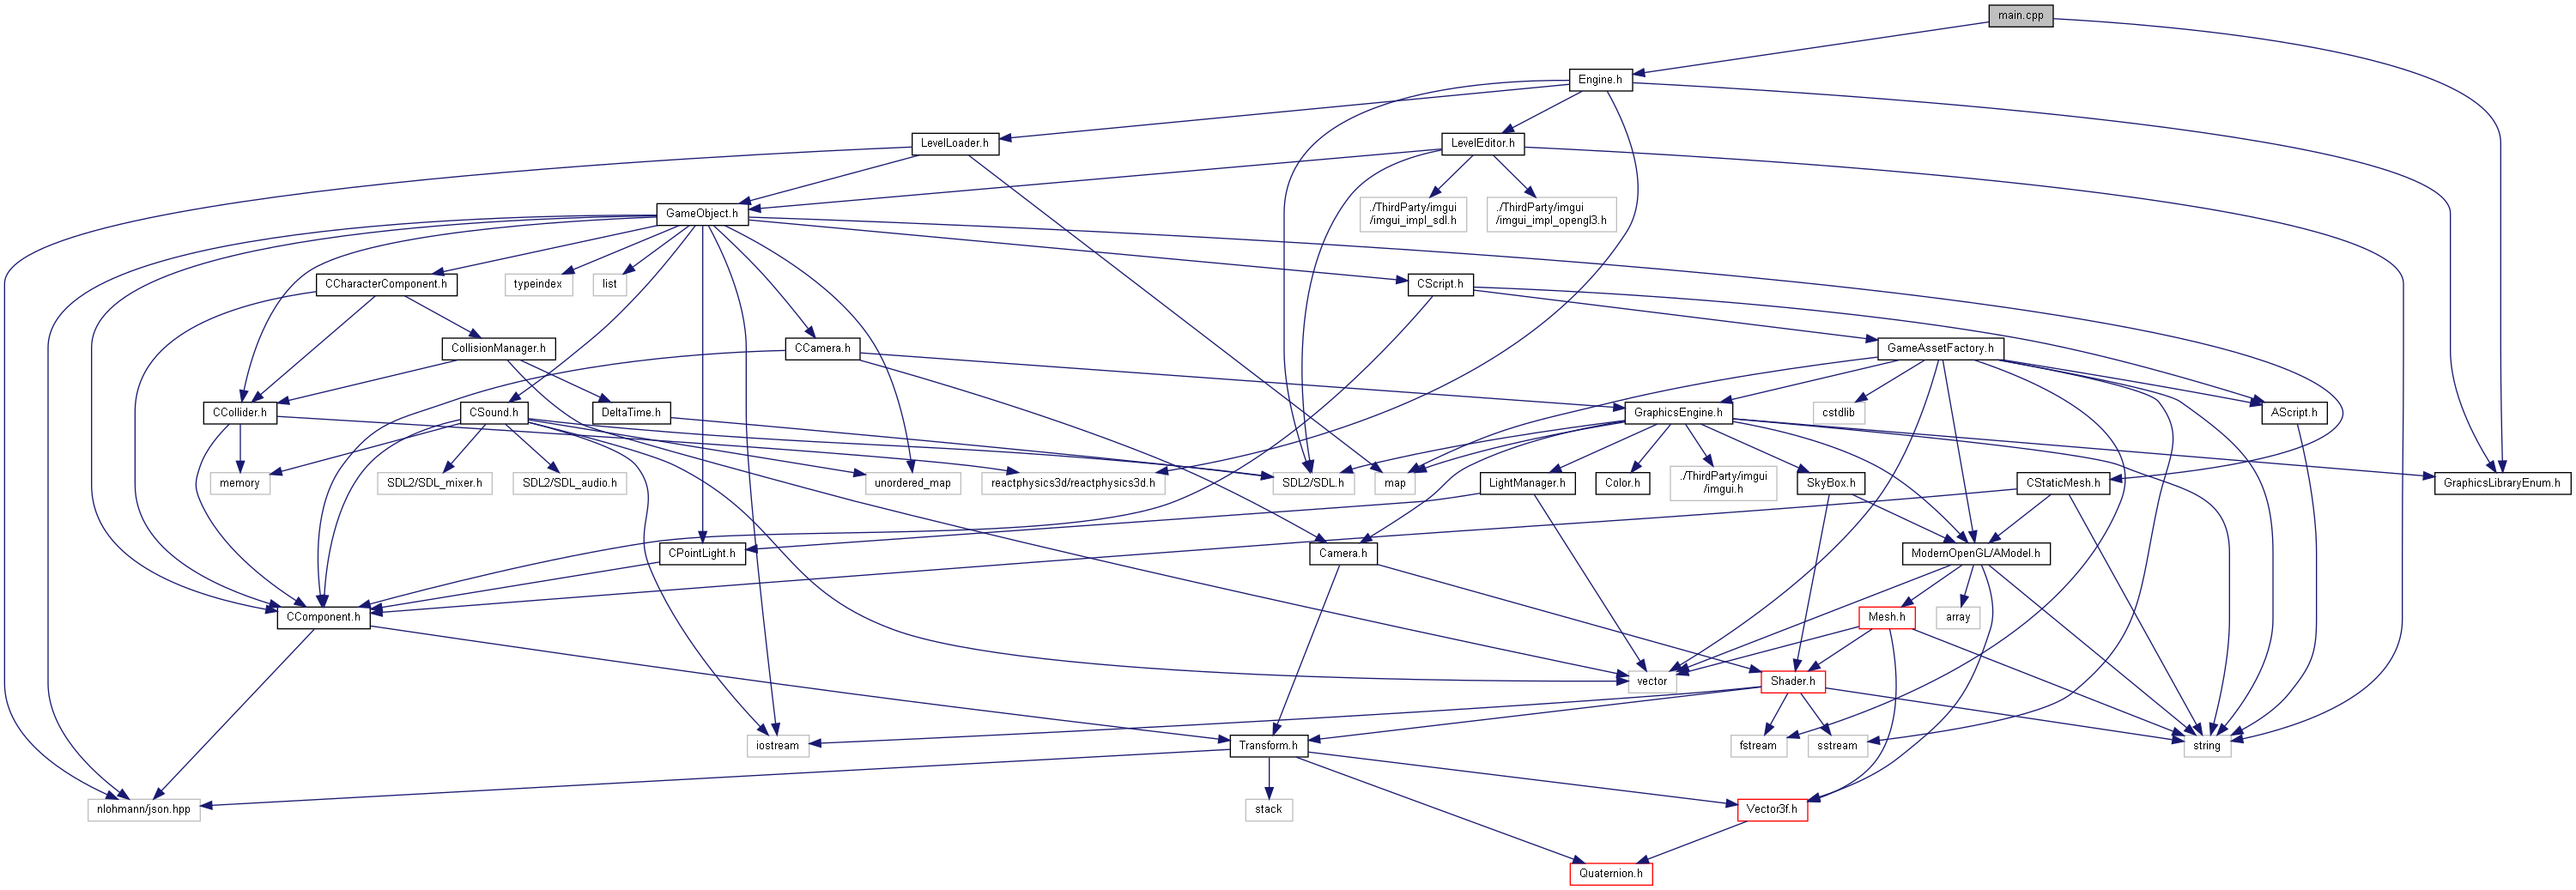 main.cpp
Engine.h
LevelLoader.h
LevelEditor.h
GameObject.h
./ThirdParty/imgui
/imgui_impl_sdl.h
./ThirdParty/imgui
/imgui_impl_opengl3.h
CCharacterComponent.h
typeindex
list
CScript.h
CollisionManager.h
CCamera.h
GameAssetFactory.h
CCollider.h
CSound.h
DeltaTime.h
GraphicsEngine.h
cstdlib
AScript.h
memory
SDL2/SDL_mixer.h
SDL2/SDL_audio.h
unordered_map
reactphysics3d/reactphysics3d.h
SDL2/SDL.h
map
LightManager.h
Color.h
./ThirdParty/imgui
/imgui.h
SkyBox.h
CStaticMesh.h
GraphicsLibraryEnum.h
CPointLight.h
Camera.h
ModernOpenGL/AModel.h
CComponent.h
Mesh.h
array
vector
Shader.h
iostream
Transform.h
fstream
sstream
string
nlohmann/json.hpp
stack
Vector3f.h
Quaternion.h